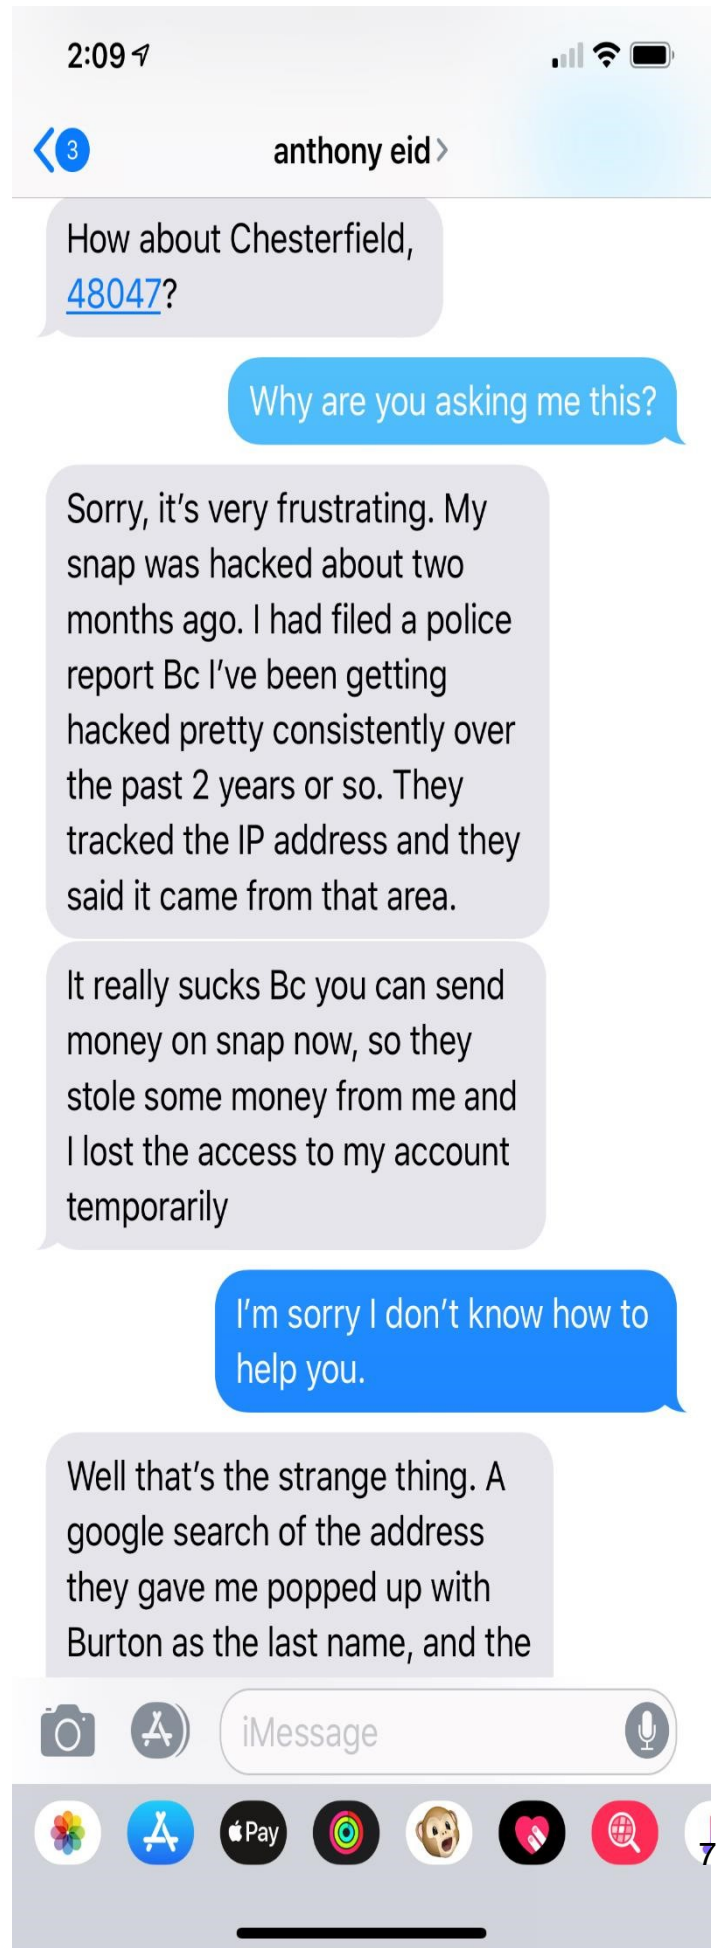 2:09
3
anthony eid
How about Chesterfield,
48047?
Why are you asking me this?
Sorry, it's very frustrating. My
snap was hacked about two
months ago. I had filed a police
report Bc I've been getting
hacked pretty consistently over
the past 2 years or so. They
tracked the IP address and they
said it came from that area.
It really sucks Bc you can send
money on snap now, so they
stole some money from me and
I lost the access to my account
temporarily
I'm sorry I don't know how to
help you.
Well that's the strange thing. A
google search of the address
they gave me popped up with
Burton as the last name, and the
iMessage
Pay
7